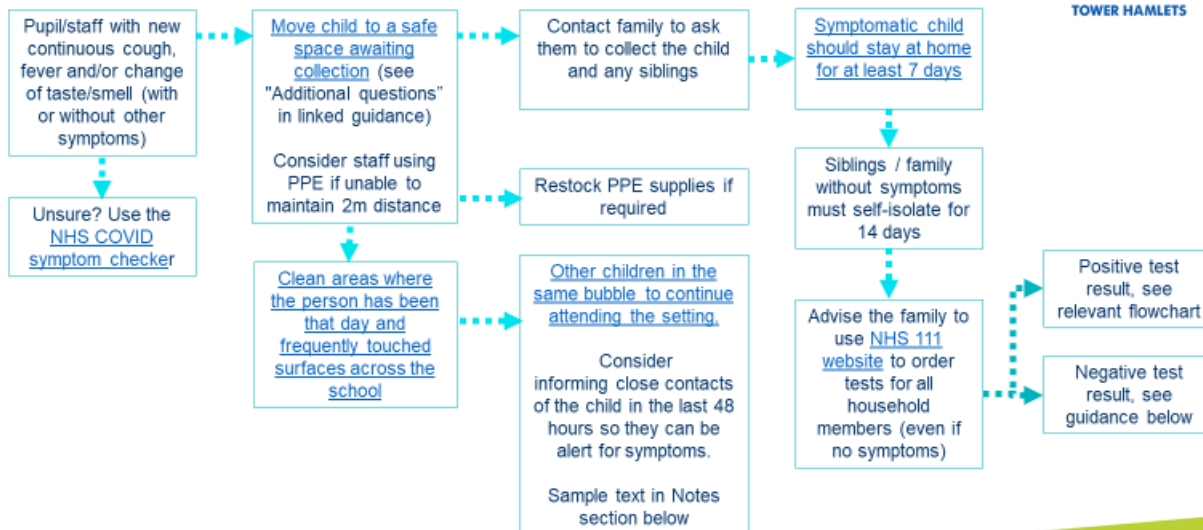 TOWER HAMLETS
Pupil/staff with new
continuous cough,
fever and/or change
of taste/smell (with
or without other
symptoms)
Unsure? Use the
NHS COVID
symptom checker
Move child to a safe
space awaiting
collection (see
"Additional questions”
in linked guidance)
Consider staff using
PPE if unable to
maintain 2m distance
Clean areas where
the person has been
that day and
frequently touched
surfaces across the
school
Contact family to ask
them to collect the child
and any siblings
Restock PPE supplies if
required
Other children in the
same bubble to continue
attending the setting.
Consider
informing close contacts
of the child in the last 48
hours so they can be
alert for symptoms.
Sample text in Notes
section below
Symptomatic child
should stay at home
for at least 7 days
Siblings / family
without symptoms
must self-isolate for
14 days
Advise the family to
use NHS 111
website to order
tests for all
household
members (even if
no symptoms)
Positive test
result, see
relevant flowchart
Negative test
result, see
guidance below